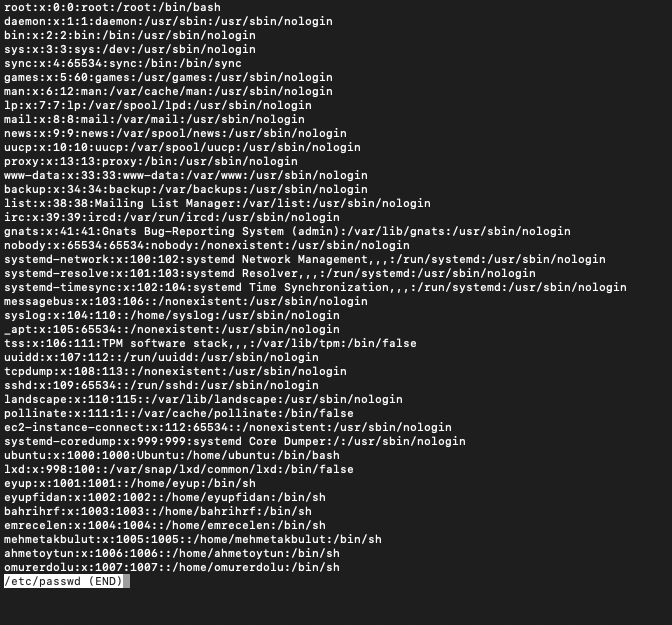 root:x:0:0:root:/root:/bin/bash
daemon:x:1:1:daemon:/usr/sbin:/usr/sbin/nologin
bin:x:2:2:bin:/bin:/usr/sbin/nologin
sys:x:3:3:sys:/dev:/usr/sbin/nologin
sync:x:4:65534:sync:/bin:/bin/sync
games:x:5:60:games:/usr/games:/usr/sbin/nologin
man:x:6:12:man:/var/cache/man:/usr/sbin/nologin
lp:x:7:7:lp:/var/spool/lpd:/usr/sbin/nologin
mail:x:8:8:mail:/var/mail:/usr/sbin/nologin
news:x:9:9:news:/var/spool/news:/usr/sbin/nologin
uucp:x:10:10:uucp:/var/spool/uucp:/usr/sbin/nologin
proxy:x:13:13:proxy:/bin:/usr/sbin/nologin
www-data:x:33:33:www-data:/var/www:/usr/sbin/nologin
backup:x:34:34:backup:/var/backups:/usr/sbin/nologin
list:x:38:38:Mailing List Manager:/var/list:/usr/sbin/nologin
irc:x:39:39:ircd:/var/run/ircd:/usr/sbin/nologin
gnats:x:41:41:Gnats Bug-Reporting System (admin):/var/lib/gnats:/usr/sbin/nologin
nobody:x:65534:65534:nobody:/nonexistent:/usr/sbin/nologin
systemd-network:x:100:102:systemd Network Management,,,:/run/systemd:/usr/sbin/nologin
systemd-resolve:x:101:103:systemd Resolver,,,:/run/systemd:/usr/sbin/nologin
systemd-timesync:x:102:104:systemd Time Synchronization,,,:/run/systemd:/usr/sbin/nologin
messagebus:x:103:106::/nonexistent:/usr/sbin/nologin
syslog:x:104:110::/home/syslog:/usr/sbin/nologin
_apt:x:105:65534::/nonexistent:/usr/sbin/nologin
tss:x:106:111:TPM software stack,,,:/var/lib/tpm:/bin/false
uuidd:x:107:112::/run/uuidd:/usr/sbin/nologin
tcpdump:x:108:113::/nonexistent:/usr/sbin/nologin
sshd:x:109:65534::/run/sshd:/usr/sbin/nologin
landscape:x:110:115::/var/lib/landscape:/usr/sbin/nologin
pollinate:x:111:1::/var/cache/pollinate:/bin/false
ec2-instance-connect:x:112:65534::/nonexistent:/usr/sbin/nologin
systemd-coredump:x:999:999:systemd Core Dumper:/:/usr/sbin/nologin
ubuntu:x:1000:1000:Ubuntu:/home/ubuntu:/bin/bash
lxd:x:998:100::/var/snap/lxd/common/lxd:/bin/false
eyup:x:1001:1001::/home/eyup:/bin/sh
eyupfidan:x:1002:1002::/home/eyupfidan:/bin/sh
bahrihrf:x:1003:1003::/home/bahrihrf:/bin/sh
emrecelen:x:1004:1004::/home/emrecelen:/bin/sh
mehmetakbulut:x:1005:1005::/home/mehmetakbulut:/bin/sh
ahmetoytun:x:1006:1006::/home/ahmetoytun:/bin/sh
omurerdolu:x:1007:1007::/home/omurerdolu:/bin/sh
/etc/passwd (END)